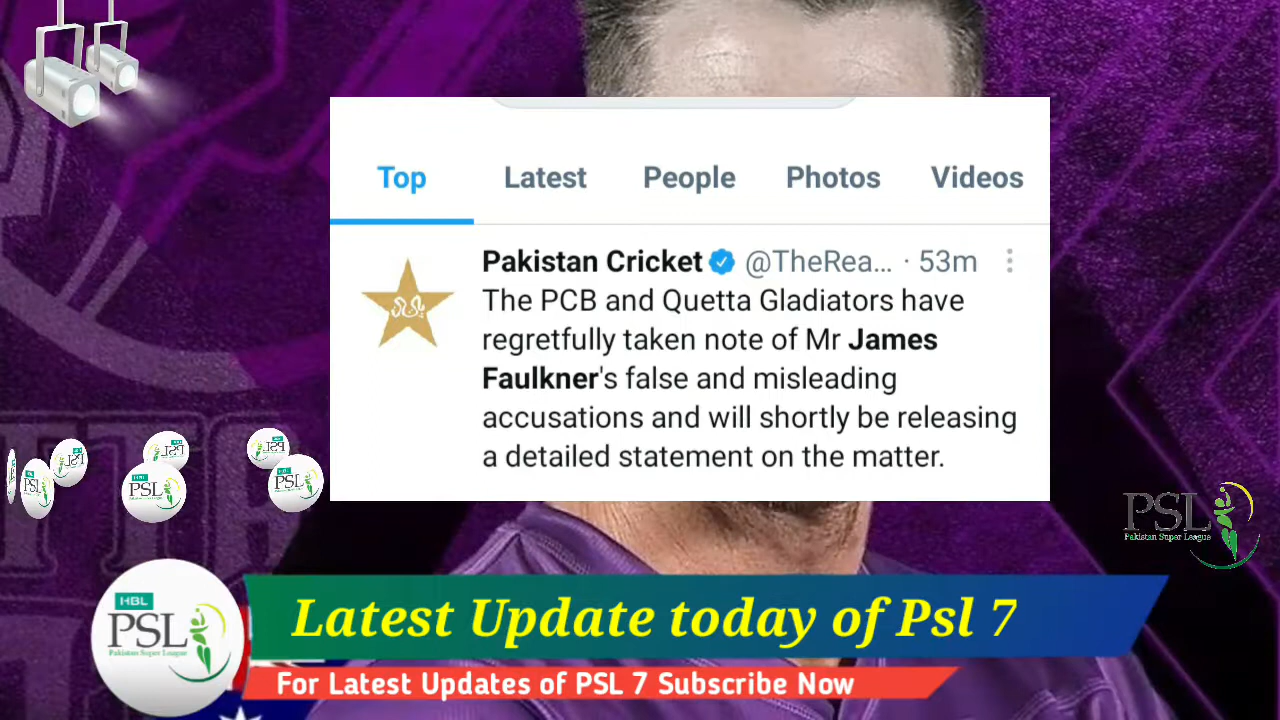 Top Latest People Photos Videos
Pakistan Cricket @TheRea... · 53m
The PCB and Quetta Gladiators have
regretfully taken note of Mr James
Faulkner's false and misleading
accusations and will shortly be releasing
a detailed statement on the matter.
PSL
PSL
PSL
Pakistan Super League
HBL
PSL
Pakistan Super League
Latest Update today of Psl 7
For Latest Updates of PSL 7 Subscribe Now